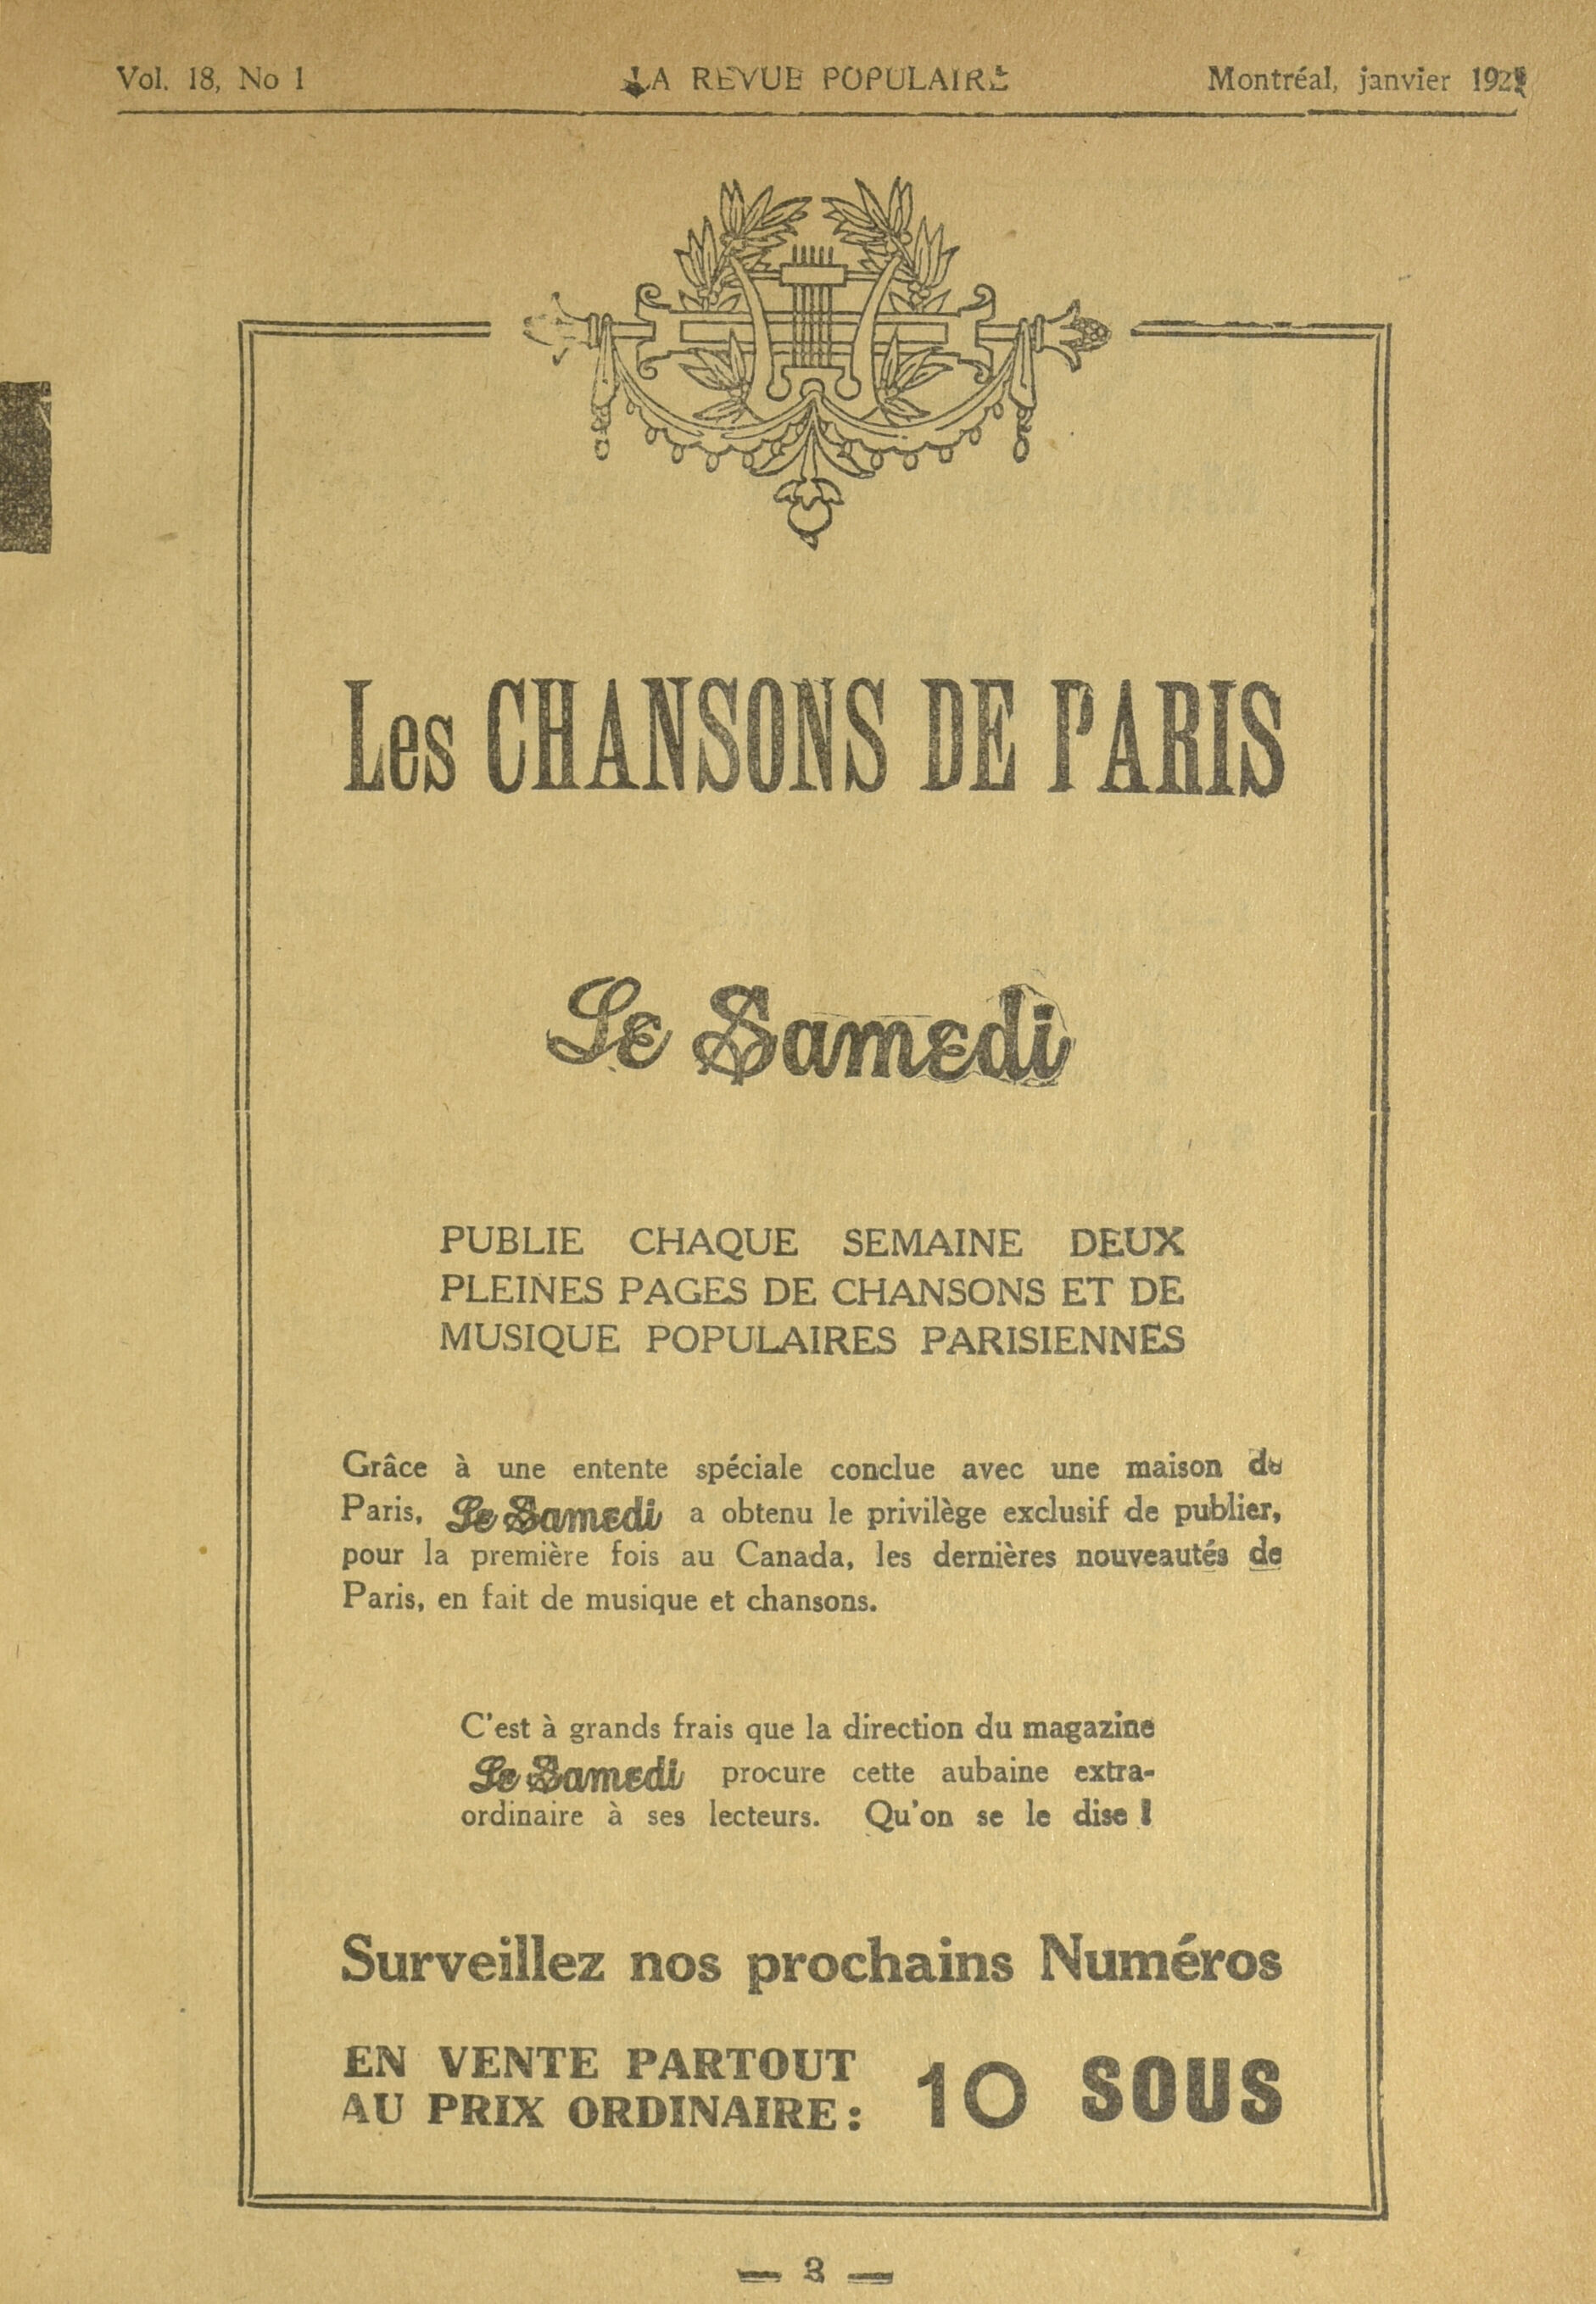 Vol. 18, No 1 LA REVUE POPULAIRE Montréal, janvier
Les CHANSONS DE PARIS
Le Samedi
PUBLIE CHAQUE SEMAINE DEUX
PLEINES PAGES DE CHANSONS ET DE
MUSIQUE POPULAIRES PARISIENNES
Grâce à une entente spéciale conclue avec une maison de
Paris, Le Samedi a obtenu le privilège exclusif de publier,
pour la première fois au Canada, les dernières nouveautés de
Paris, en fait de musique et chansons.
C'est à grands frais que la direction du magazine
Le Samedi procure cette aubaine extra-
ordinaire à ses lecteurs. Qu'on se le dise !
Surveillez nos prochains Numéros
EN VENTE PARTOUT
AU PRIX ORDINAIRE : 10 SOUS
— 3 —